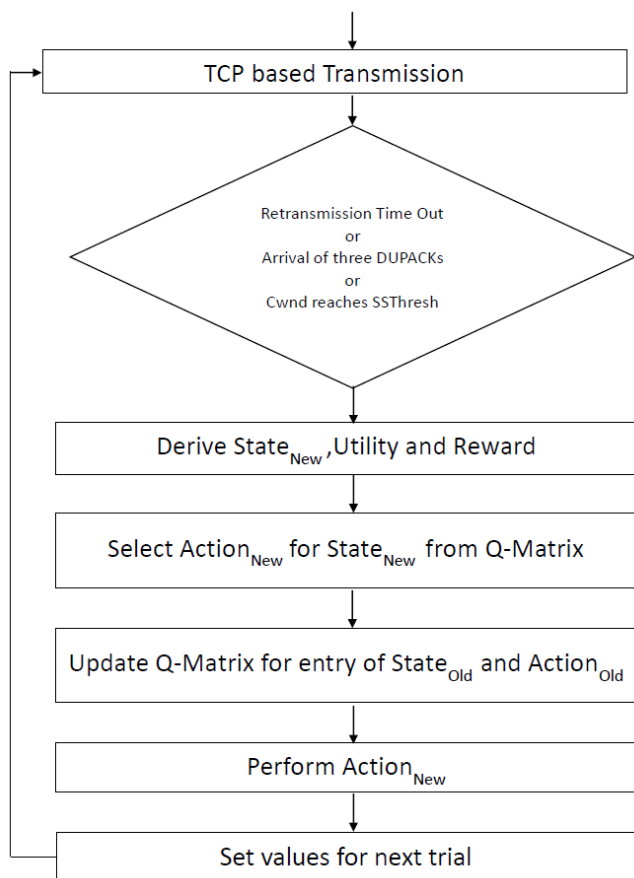 TCP based Transmission
Retransmission Time Out
or
Arrival of three DUPACKs
or
Cwnd reaches SSThresh
Derive StateNew ,Utility and Reward
Select ActionNew for StateNew from Q-Matrix
Update Q-Matrix for entry of StateOld and ActionOld
Perform ActionNew
Set values for next trial